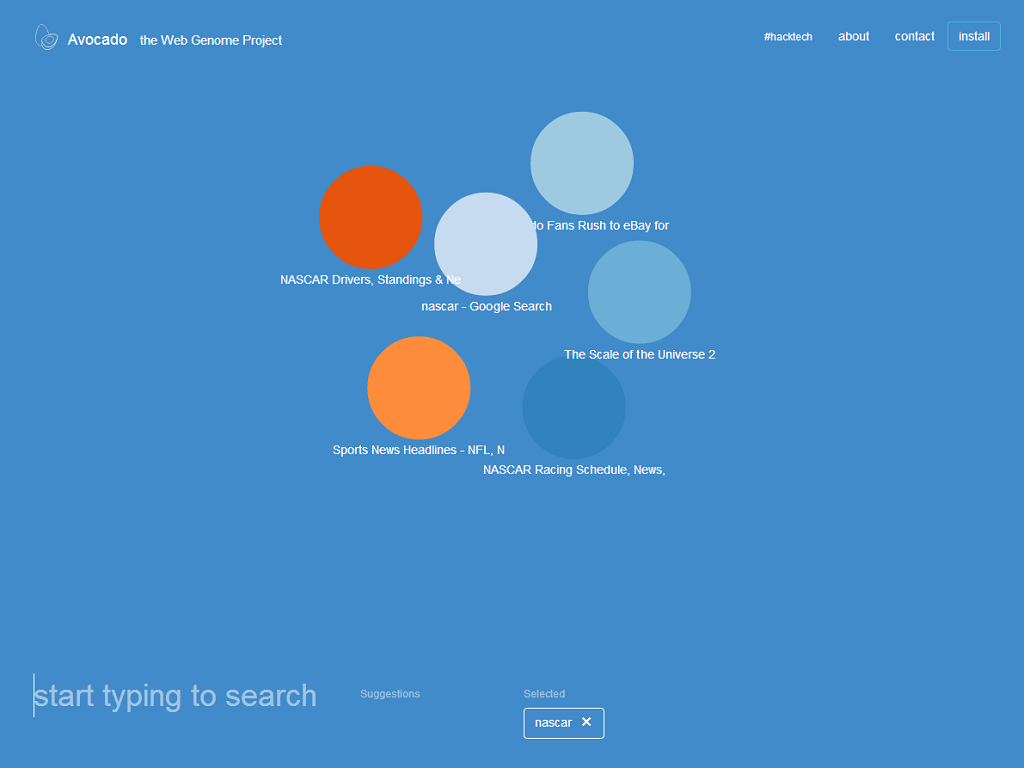 Avocado the Web Genome Project
#hacktech about contact install
Fans Rush to eBay for
NASCAR Drivers, Standings & Ne
nascar - Google Search
The Scale of the Universe 2
Sports News Headlines - NFL, N
NASCAR Racing Schedule, News,
start typing to search
Suggestions
Selected
nascar ✕